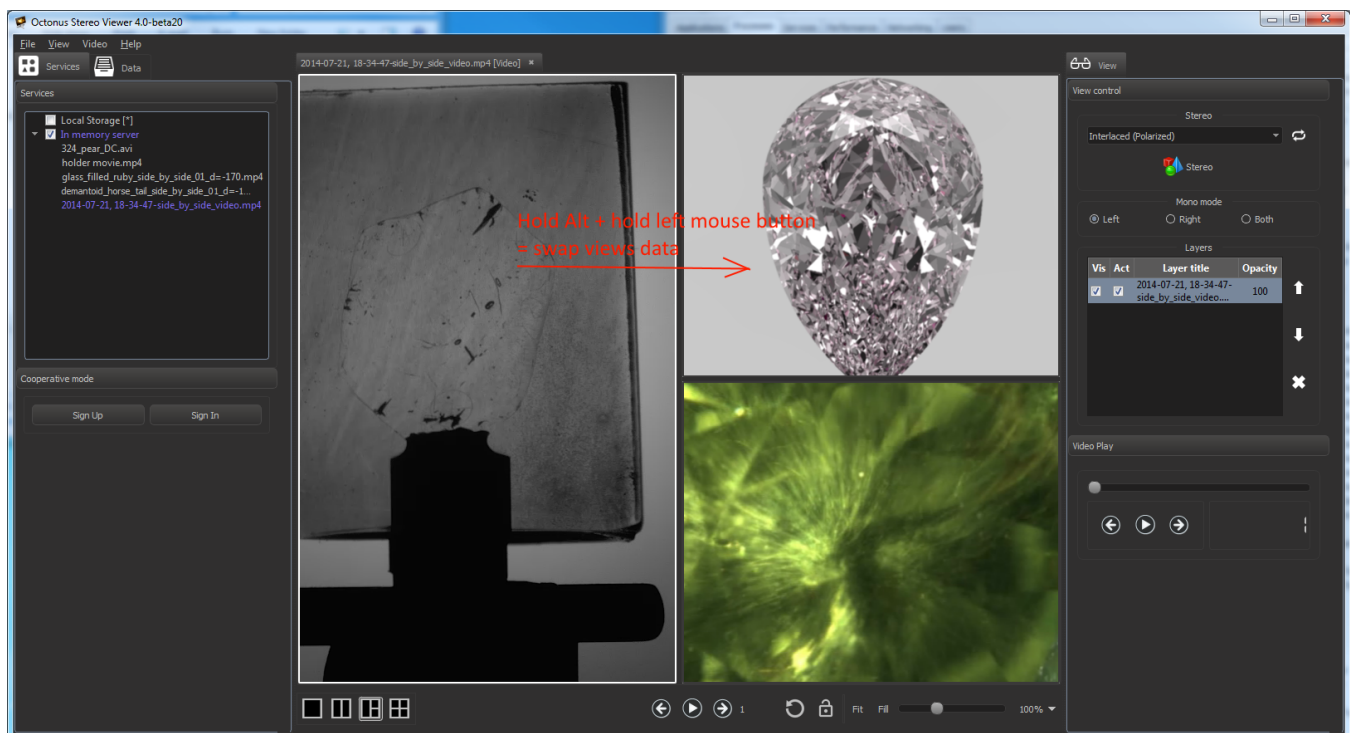 Octonus Stereo Viewer 4.0-beta20
File View Video Help
Services Data
2014-07-21, 18-34-47-side_by_side_video.mp4 [Video]
View
Services
Local Storage [*]
In memory server
324_pear_DC.avi
holder movie.mp4
glass_filled_ruby_side_by_side_01_d=-170.mp4
demantoid_horse_tail_side_by_side_01_d=-1...
2014-07-21, 18-34-47-side_by_side_video.mp4
Cooperative mode
Sign Up Sign In
Hold Alt + hold left mouse button
= swap views data
View control
Stereo
Interlaced (Polarized)
Stereo
Mono mode
Left Right Both
Layers
Vis Act Layer title Opacity
2014-07-21, 18-34-47-
side_by_side_video.... 100
Video Play
1
1 Fit Fill 100%